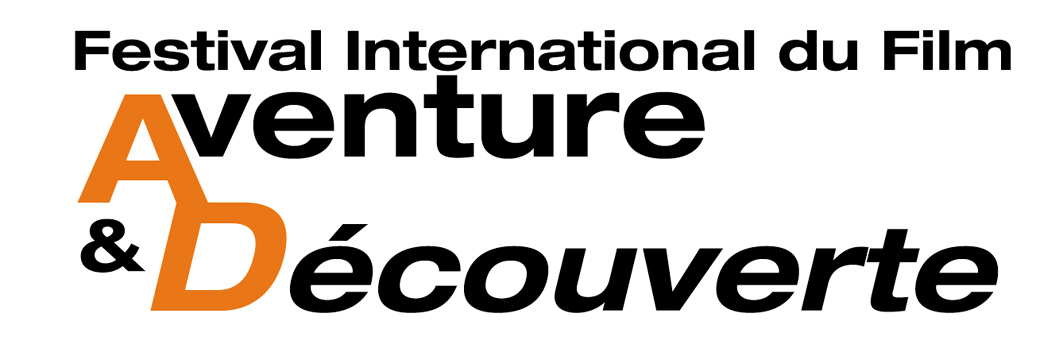 Festival International du Film
Aventure
& Découverte